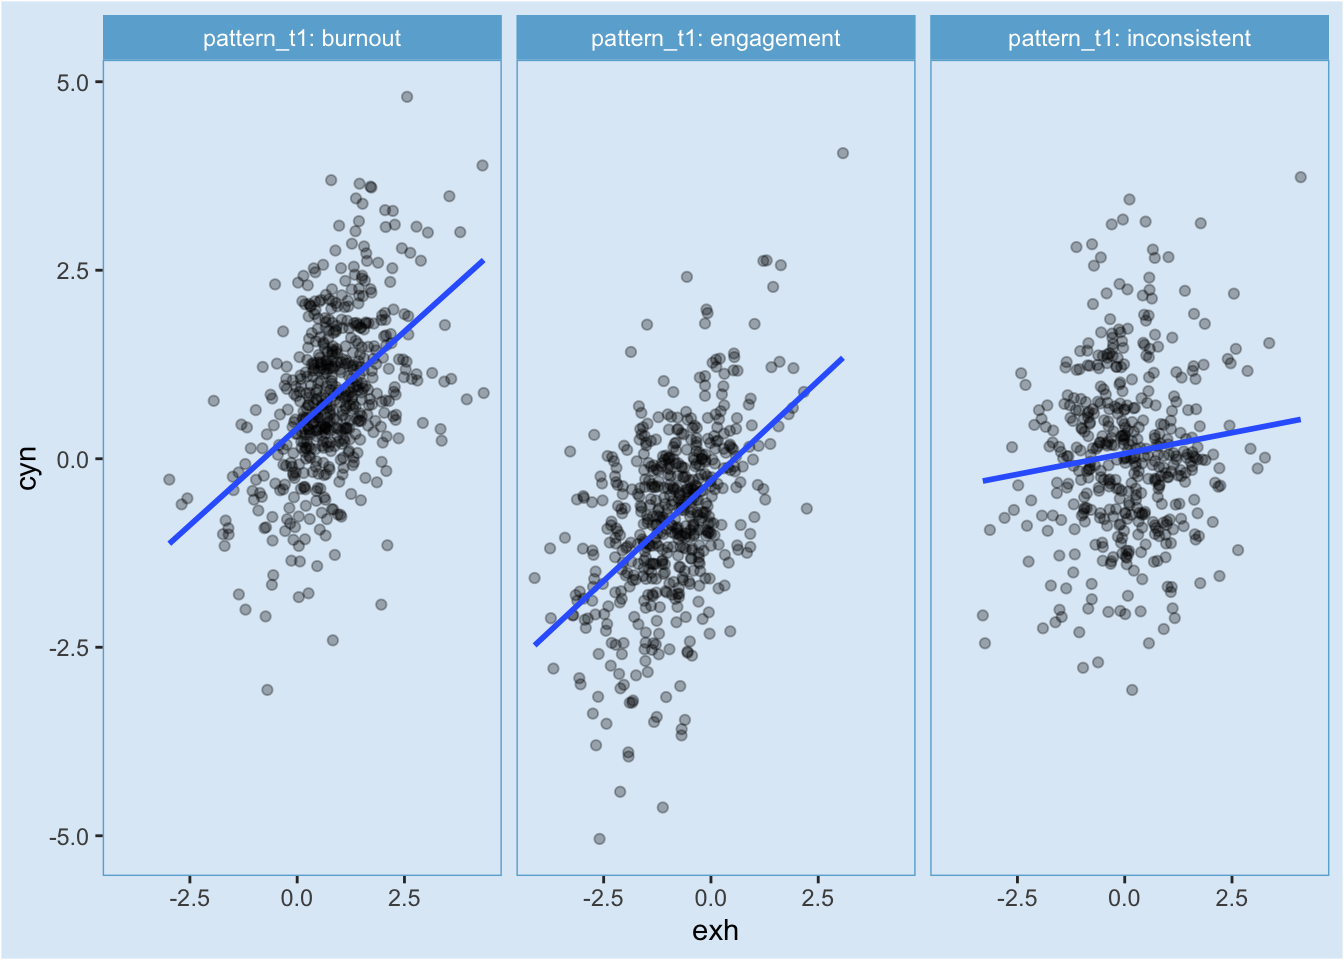 pattern_t1: burnout
pattern_t1: engagement
pattern_t1: inconsistent
5.0
2.5
0.0
-2.5
-5.0
cyn
-2.5 0.0 2.5
-2.5 0.0 2.5
-2.5 0.0 2.5
exh